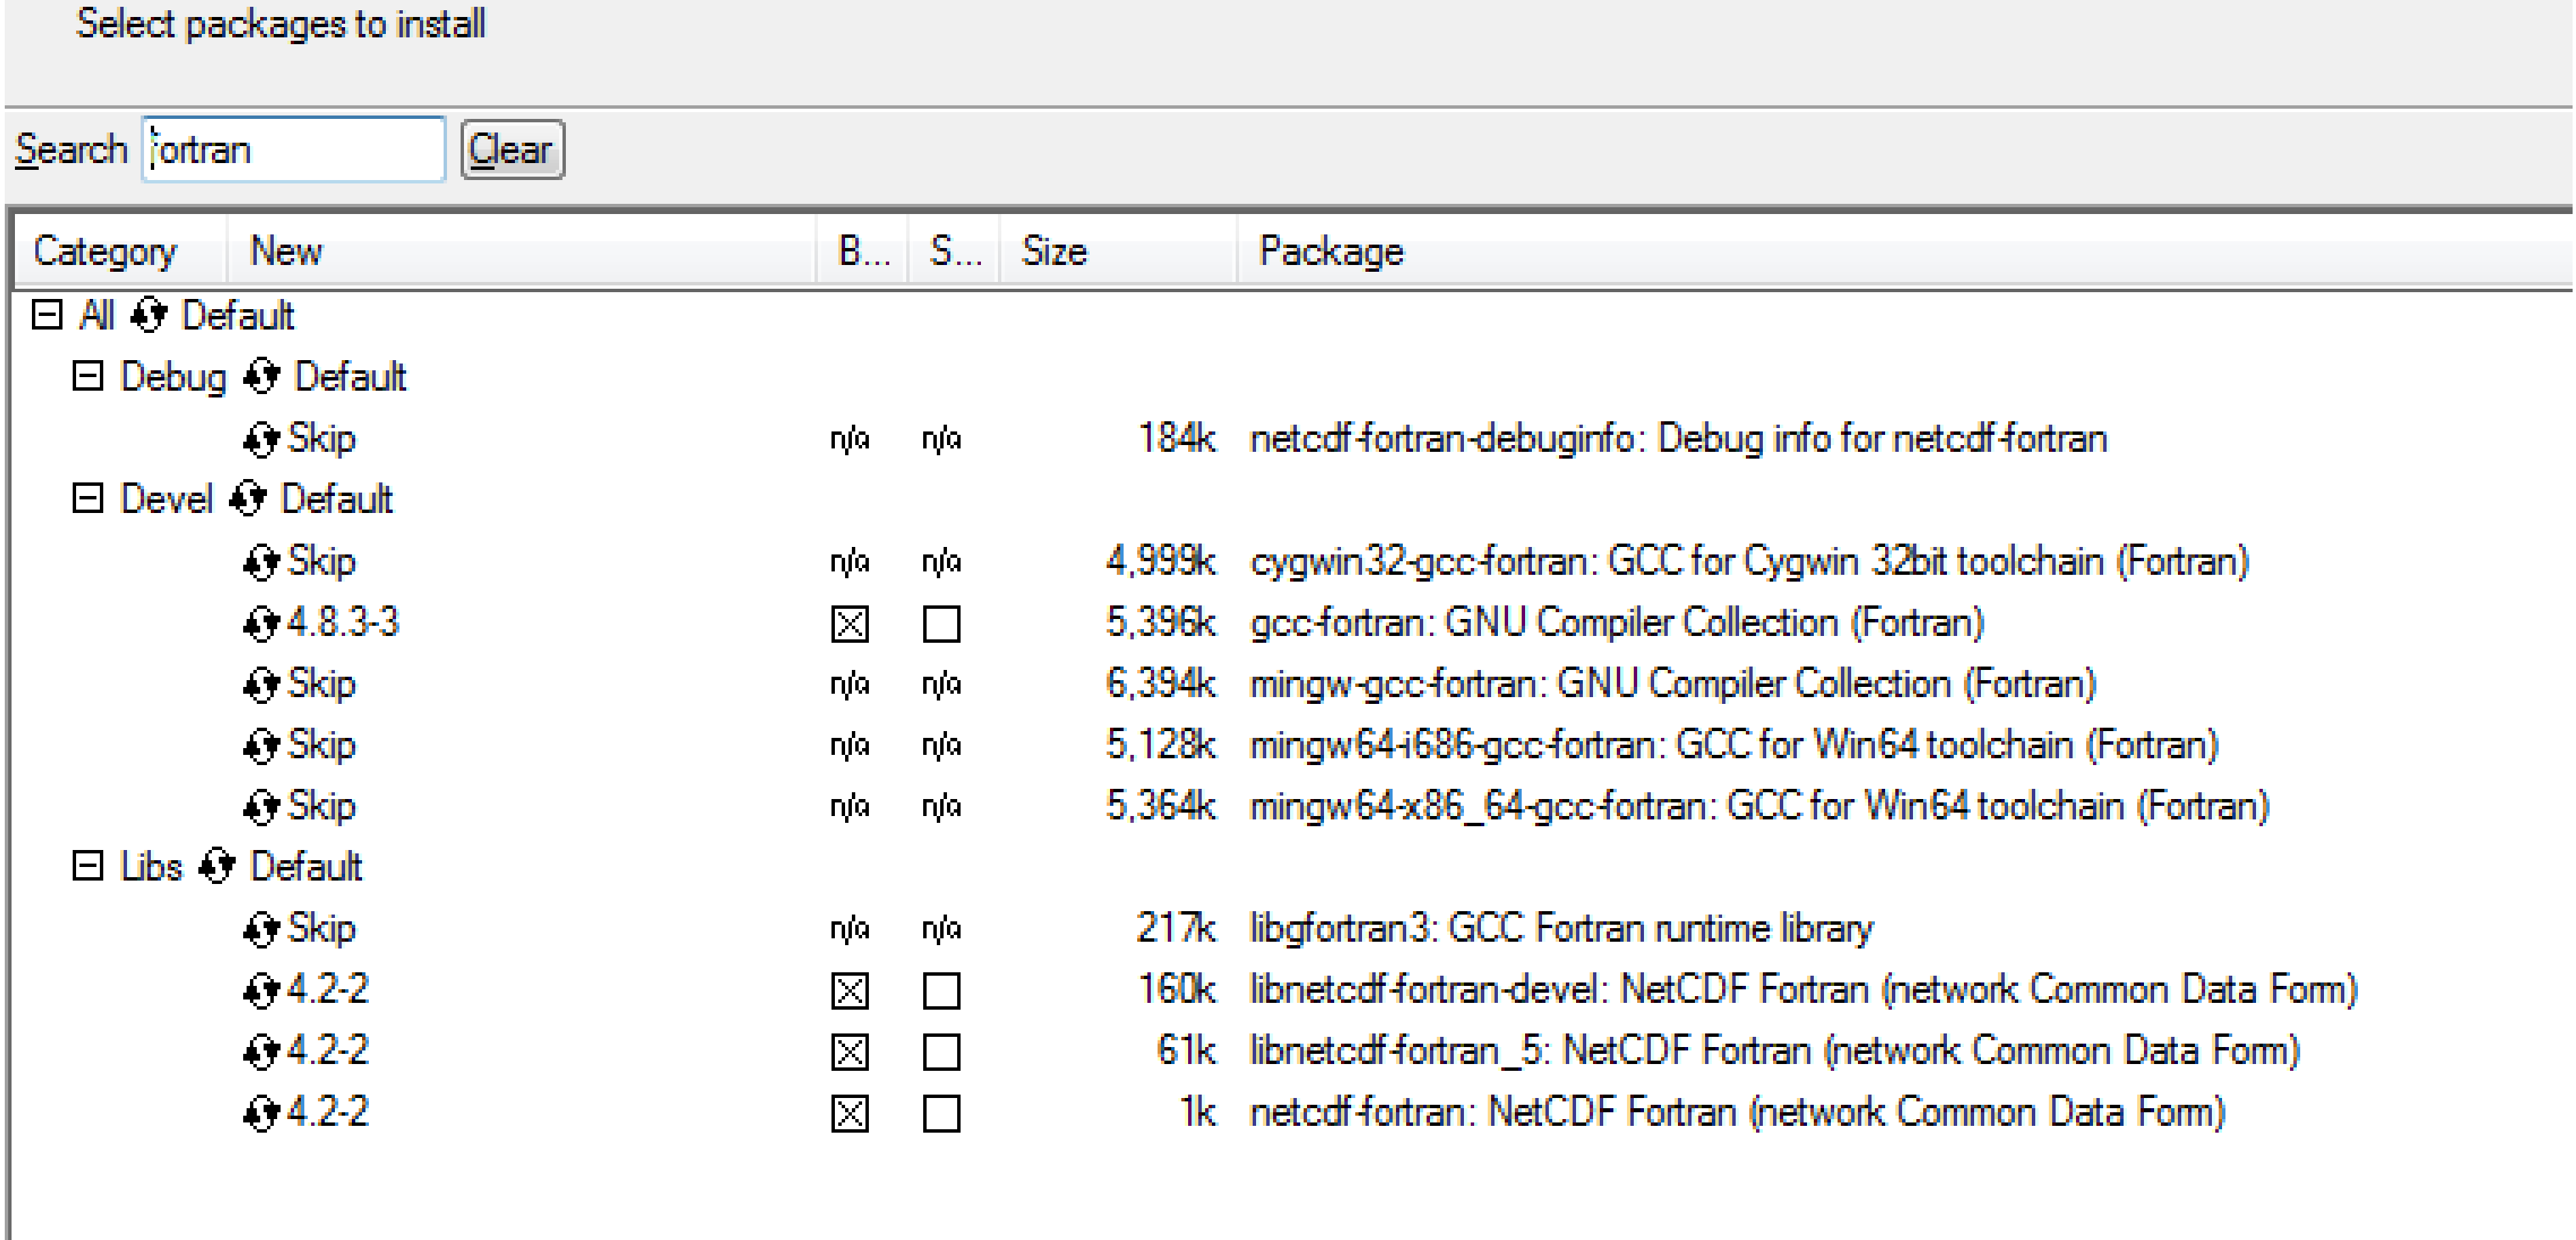 Select packages to install
Search fortran Clear
Category New B... S... Size Package
All Default
Debug Default
Skip n/a n/a 184k netcdf-fortran-debuginfo: Debug info for netcdf-fortran
Devel Default
Skip n/a n/a 4,999k cygwin32-gcc-fortran: GCC for Cygwin 32bit toolchain (Fortran)
4.8.3-3 5,396k gcc-fortran: GNU Compiler Collection (Fortran)
Skip n/a n/a 6,394k mingw-gcc-fortran: GNU Compiler Collection (Fortran)
Skip n/a n/a 5,128k mingw64-i686-gcc-fortran: GCC for Win64 toolchain (Fortran)
Skip n/a n/a 5,364k mingw64-x86_64-gcc-fortran: GCC for Win64 toolchain (Fortran)
Libs Default
Skip n/a n/a 217k libgfortran3: GCC Fortran runtime library
4.2-2 160k libnetcdf-fortran-devel: NetCDF Fortran (network Common Data Form)
4.2-2 61k libnetcdf-fortran_5: NetCDF Fortran (network Common Data Form)
4.2-2 1k netcdf-fortran: NetCDF Fortran (network Common Data Form)